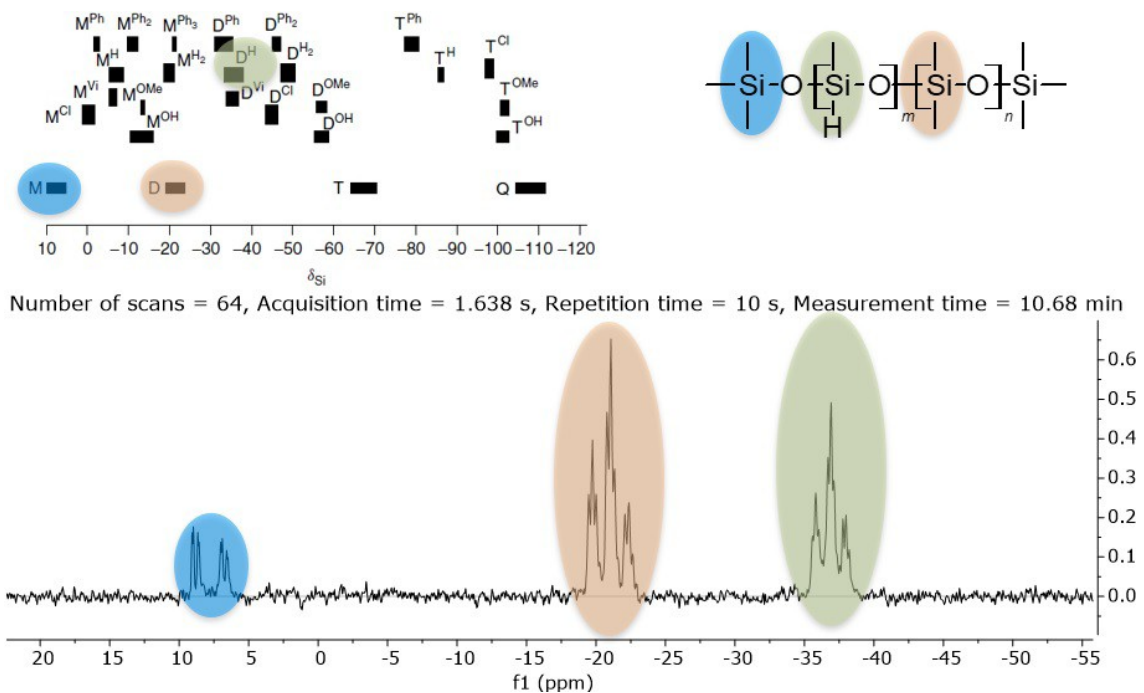 M^Ph M^Ph₂ M^Ph₃ D^Ph D^Ph₂ T^Ph
M^H M^H₂ D^H D^H₂ T^H T^Cl
M^Vi M^OMe D^Vi D^Cl D^OMe T^OMe
M^Cl M^OH D^OH T^OH
M D T Q
10 0 −10 −20 −30 −40 −50 −60 −70 −80 −90 −100 −110 −120
δSi
Si O Si O Si O Si
H m n
Number of scans = 64, Acquisition time = 1.638 s, Repetition time = 10 s, Measurement time = 10.68 min
0.6
0.5
0.4
0.3
0.2
0.1
0.0
20 15 10 5 0 -5 -10 -15 -20 -25 -30 -35 -40 -45 -50 -55
f1 (ppm)